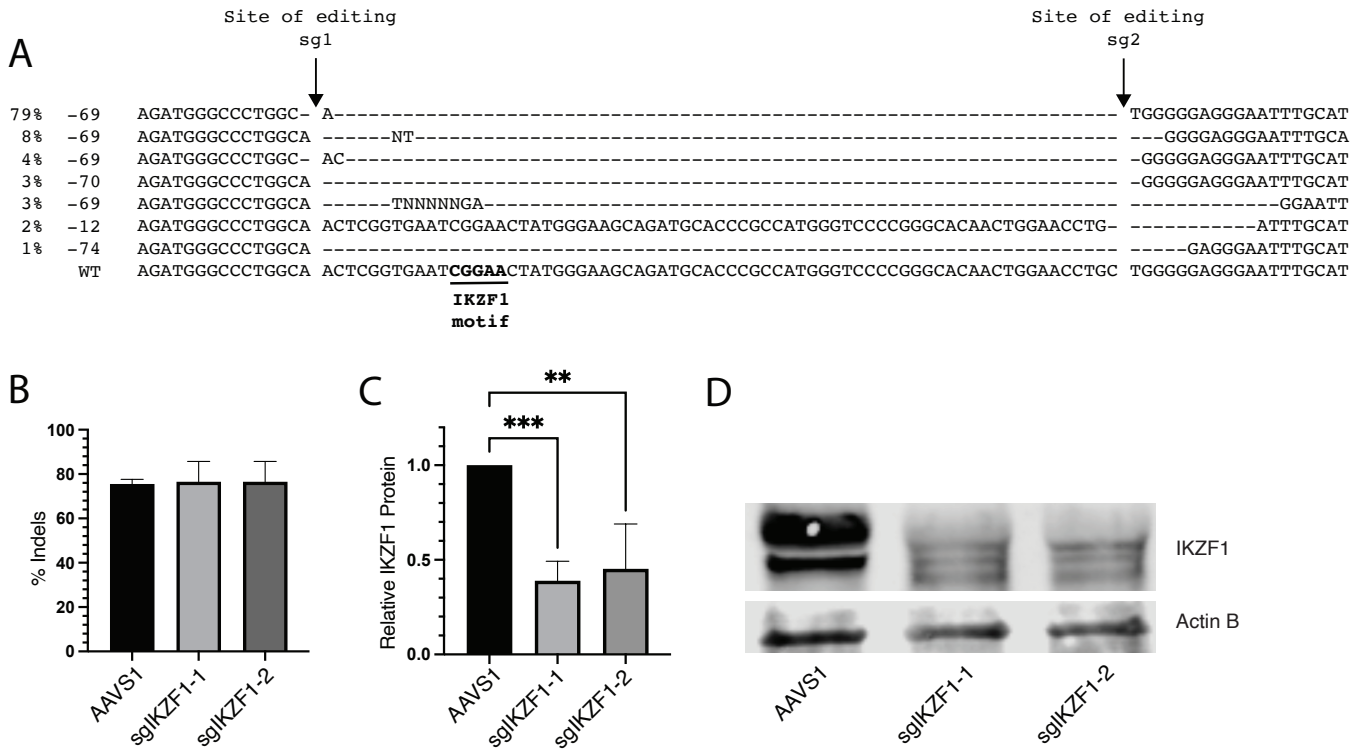 Site of editing
sg1
Site of editing
sg2
A
79% -69 AGATGGGCCCTGGC- A-------------------------------------------------------------------- TGGGGGAGGGAATTTGCAT
8% -69 AGATGGGCCCTGGCA ------NT------------------------------------------------------------- ---GGGGAGGGAATTTGCA
4% -69 AGATGGGCCCTGGC- AC------------------------------------------------------------------- -GGGGGAGGGAATTTGCAT
3% -70 AGATGGGCCCTGGCA --------------------------------------------------------------------- -GGGGGAGGGAATTTGCAT
3% -69 AGATGGGCCCTGGCA ------TNNNNNGA------------------------------------------------------- -------------GGAATT
2% -12 AGATGGGCCCTGGCA ACTCGGTGAATCGGAACTATGGGAAGCAGATGCACCCGCCATGGGTCCCCGGGCACAACTGGAACCTG- -----------ATTTGCAT
1% -74 AGATGGGCCCTGGCA --------------------------------------------------------------------- -----GAGGGAATTTGCAT
WT AGATGGGCCCTGGCA ACTCGGTGAATCGGAACTATGGGAAGCAGATGCACCCGCCATGGGTCCCCGGGCACAACTGGAACCTGC TGGGGGAGGGAATTTGCAT
IKZF1
motif
B
% Indels
100
80
60
40
20
0
AAVS1
sgIKZF1-1
sgIKZF1-2
C
Relative IKZF1 Protein
**
***
1.0
0.5
0.0
AAVS1
sgIKZF1-1
sgIKZF1-2
D
IKZF1
Actin B
AAVS1
sgIKZF1-1
sgIKZF1-2